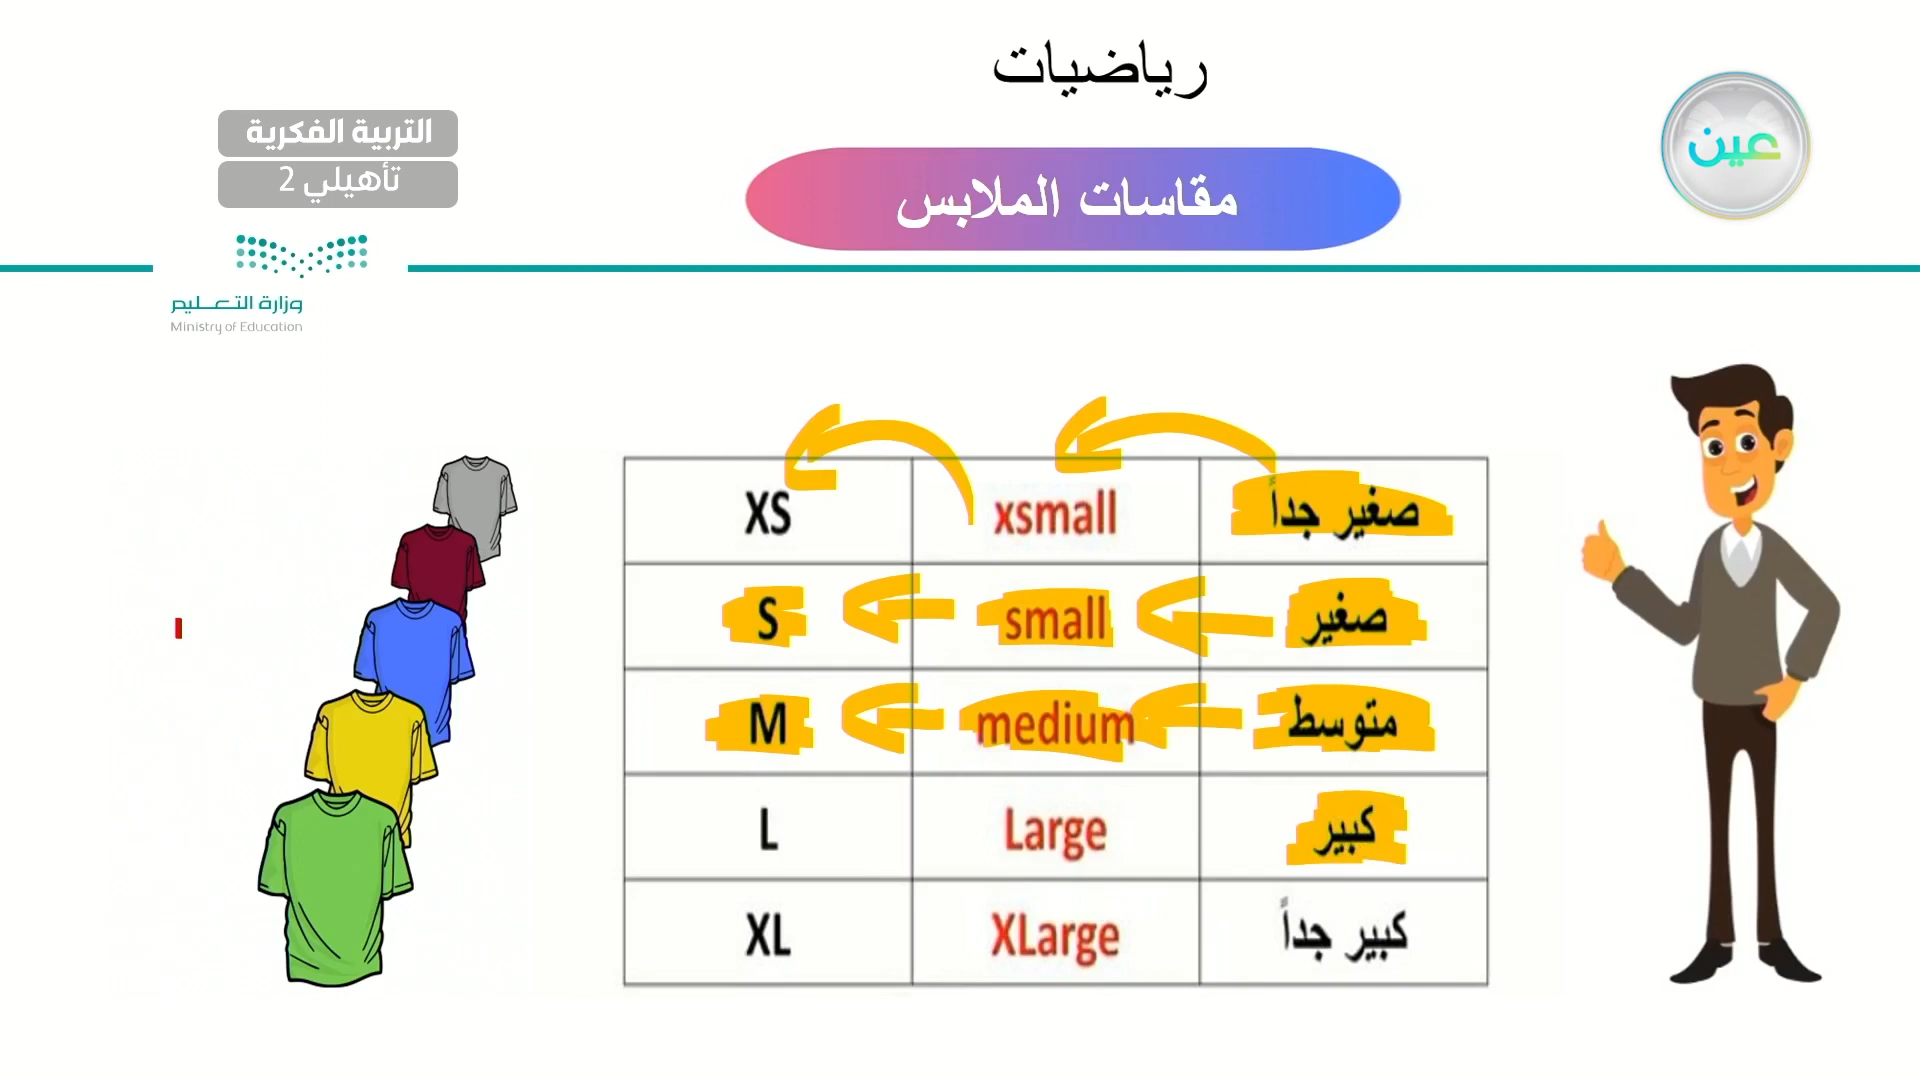 رياضيات
عين
التربية الفكرية
تأهيلي 2
مقاسات الملابس
وزارة التعليم
Ministry of Education
صغير جداً xsmall XS
صغير small S
متوسط medium M
كبير Large L
كبير جداً XLarge XL